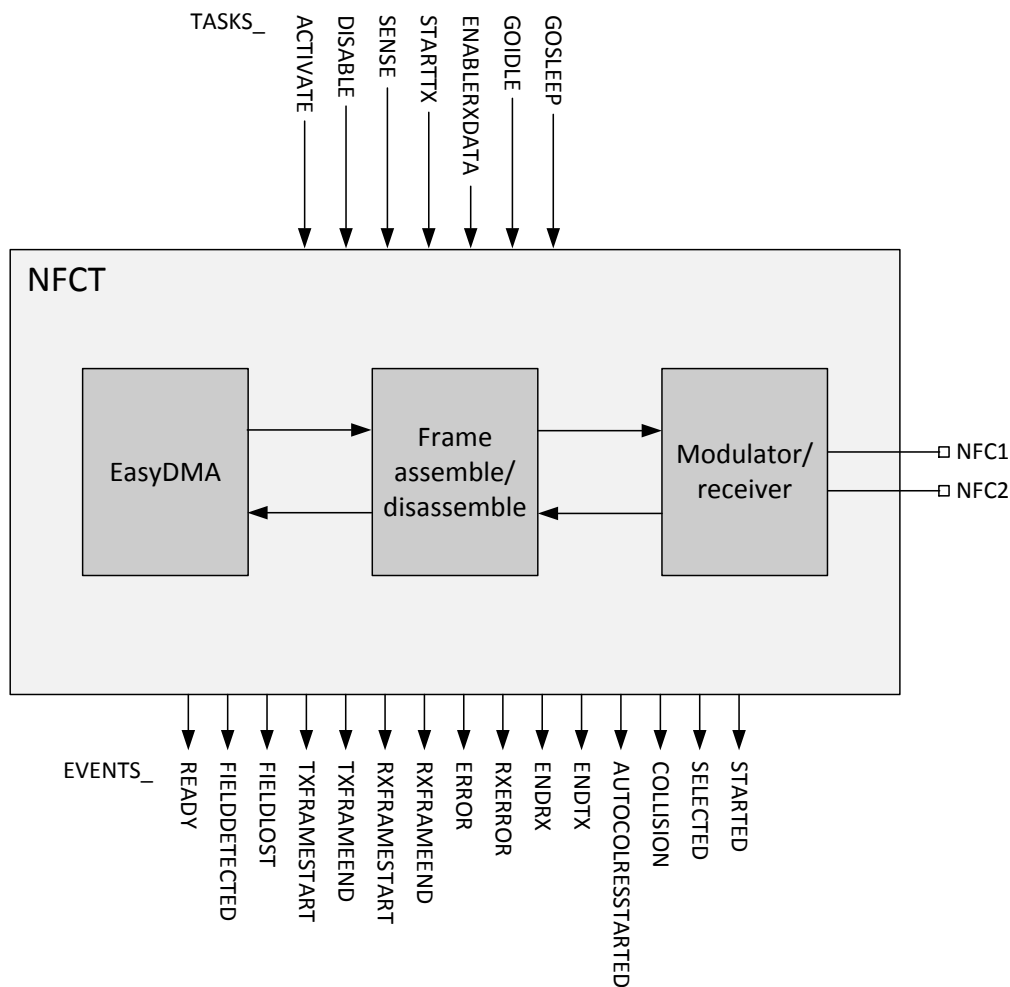 TASKS_
ACTIVATE
DISABLE
SENSE
STARTTX
ENABLERXDATA
GOIDLE
GOSLEEP
NFCT
EasyDMA
Frame
assemble/
disassemble
Modulator/
receiver
NFC1
NFC2
EVENTS_
READY
FIELDDETECTED
FIELDLOST
TXFRAMESTART
TXFRAMEEND
RXFRAMESTART
RXFRAMEEND
ERROR
RXERROR
ENDRX
ENDTX
AUTOCOLRESSTARTED
COLLISION
SELECTED
STARTED